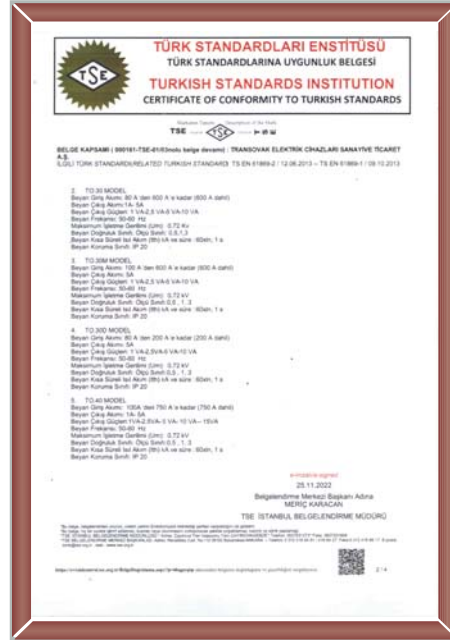 TSE
TÜRK STANDARDLARI ENSTİTÜSÜ
TÜRK STANDARDLARINA UYGUNLUK BELGESİ
TURKISH STANDARDS INSTITUTION
CERTIFICATE OF CONFORMITY TO TURKISH STANDARDS
TSE
BELGE KAPSAMI ( 000161-TSE-01/03nolu belge devamı) : TRANSOVAK ELEKTRİK CİHAZLARI SANAYİVE TİCARET
A.Ş.
İLGİLİ TÜRK STANDARDI/RELATED TURKISH STANDARD: TS EN 61869-2 / 12.06.2013 – TS EN 61869-1 / 09.10.2013
2. TO.30 MODEL
Beyan Giriş Akımı: 80 A 'den 600 A 'e kadar (600 A dahil)
Beyan Çıkış Akımı:1A- 5A
Beyan Çıkış Güçleri: 1 VA-2,5 VA-5 VA-10 VA
Beyan Frekansı: 50-60 Hz
Maksimum İşletme Gerilimi (Um): 0.72 Kv
Beyan Doğruluk Sınıfı: Ölçü Sınıfı: 0.5,1,3
Beyan Kısa Süreli Isıl Akım (Ith) kA ve süre : 60xIn, 1 s
Beyan Koruma Sınıfı: IP 20
3. TO.30M MODEL
Beyan Giriş Akımı: 100 A 'den 600 A 'e kadar (600 A dahil)
Beyan Çıkış Akımı: 5A
Beyan Çıkış Güçleri: 1 VA-2,5 VA-5 VA-10 VA
Beyan Frekansı: 50-60 Hz
Maksimum İşletme Gerilimi (Um): 0.72 kV
Beyan Doğruluk Sınıfı: Ölçü Sınıfı:0,5 , 1, 3
Beyan Kısa Süreli Isıl Akım (Ith) kA ve süre : 60xIn, 1 s
Beyan Koruma Sınıfı: IP 20
4. TO.30D MODEL
Beyan Giriş Akımı: 80 A 'den 200 A 'e kadar (200 A dahil)
Beyan Çıkış Akımı: 5A
Beyan Çıkış Güçleri: 1 VA-2,5VA-5 VA-10 VA
Beyan Frekansı: 50-60 Hz
Maksimum İşletme Gerilimi (Um): 0.72 kV
Beyan Doğruluk Sınıfı: Ölçü Sınıfı:0,5 , 1, 3
Beyan Kısa Süreli Isıl Akım (Ith) kA ve süre : 60xIn, 1 s
Beyan Koruma Sınıfı: IP 20
5. TO.40 MODEL
Beyan Giriş Akımı: 100A 'den 750 A 'e kadar (750 A dahil)
Beyan Çıkış Akımı: 1A- 5A
Beyan Çıkış Güçleri:1VA-2,5VA- 5 VA- 10 VA – 15VA
Beyan Frekansı: 50-60 Hz
Maksimum İşletme Gerilimi (Um): 0.72 kV
Beyan Doğruluk Sınıfı: Ölçü Sınıfı:0,5 , 1, 3
Beyan Kısa Süreli Isıl Akım (Ith) kA ve süre : 60xIn, 1 s
Beyan Koruma Sınıfı: IP 20
e-imzalıdır/e-signed
25.11.2022
Belgelendirme Merkezi Başkanı Adına
MERİÇ KARACAN
TSE İSTANBUL BELGELENDİRME MÜDÜRÜ
2 / 4